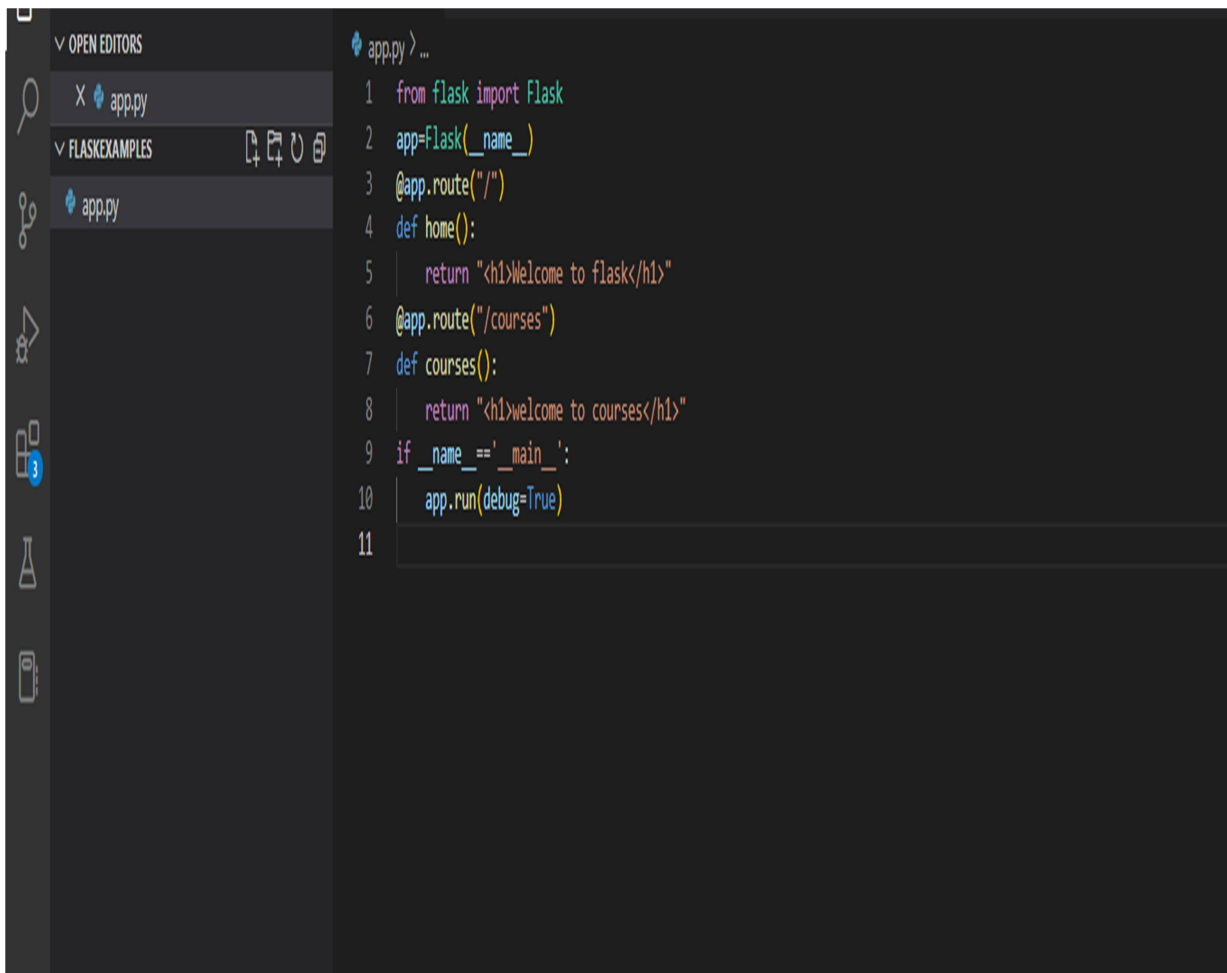 OPEN EDITORS
app.py
FLASKEXAMPLES
app.py
3
app.py > ...
1 from flask import Flask
2 app=Flask(__name__)
3 @app.route("/")
4 def home():
5 return "<h1>Welcome to flask</h1>"
6 @app.route("/courses")
7 def courses():
8 return "<h1>welcome to courses</h1>"
9 if __name__=='__main__':
10 app.run(debug=True)
11